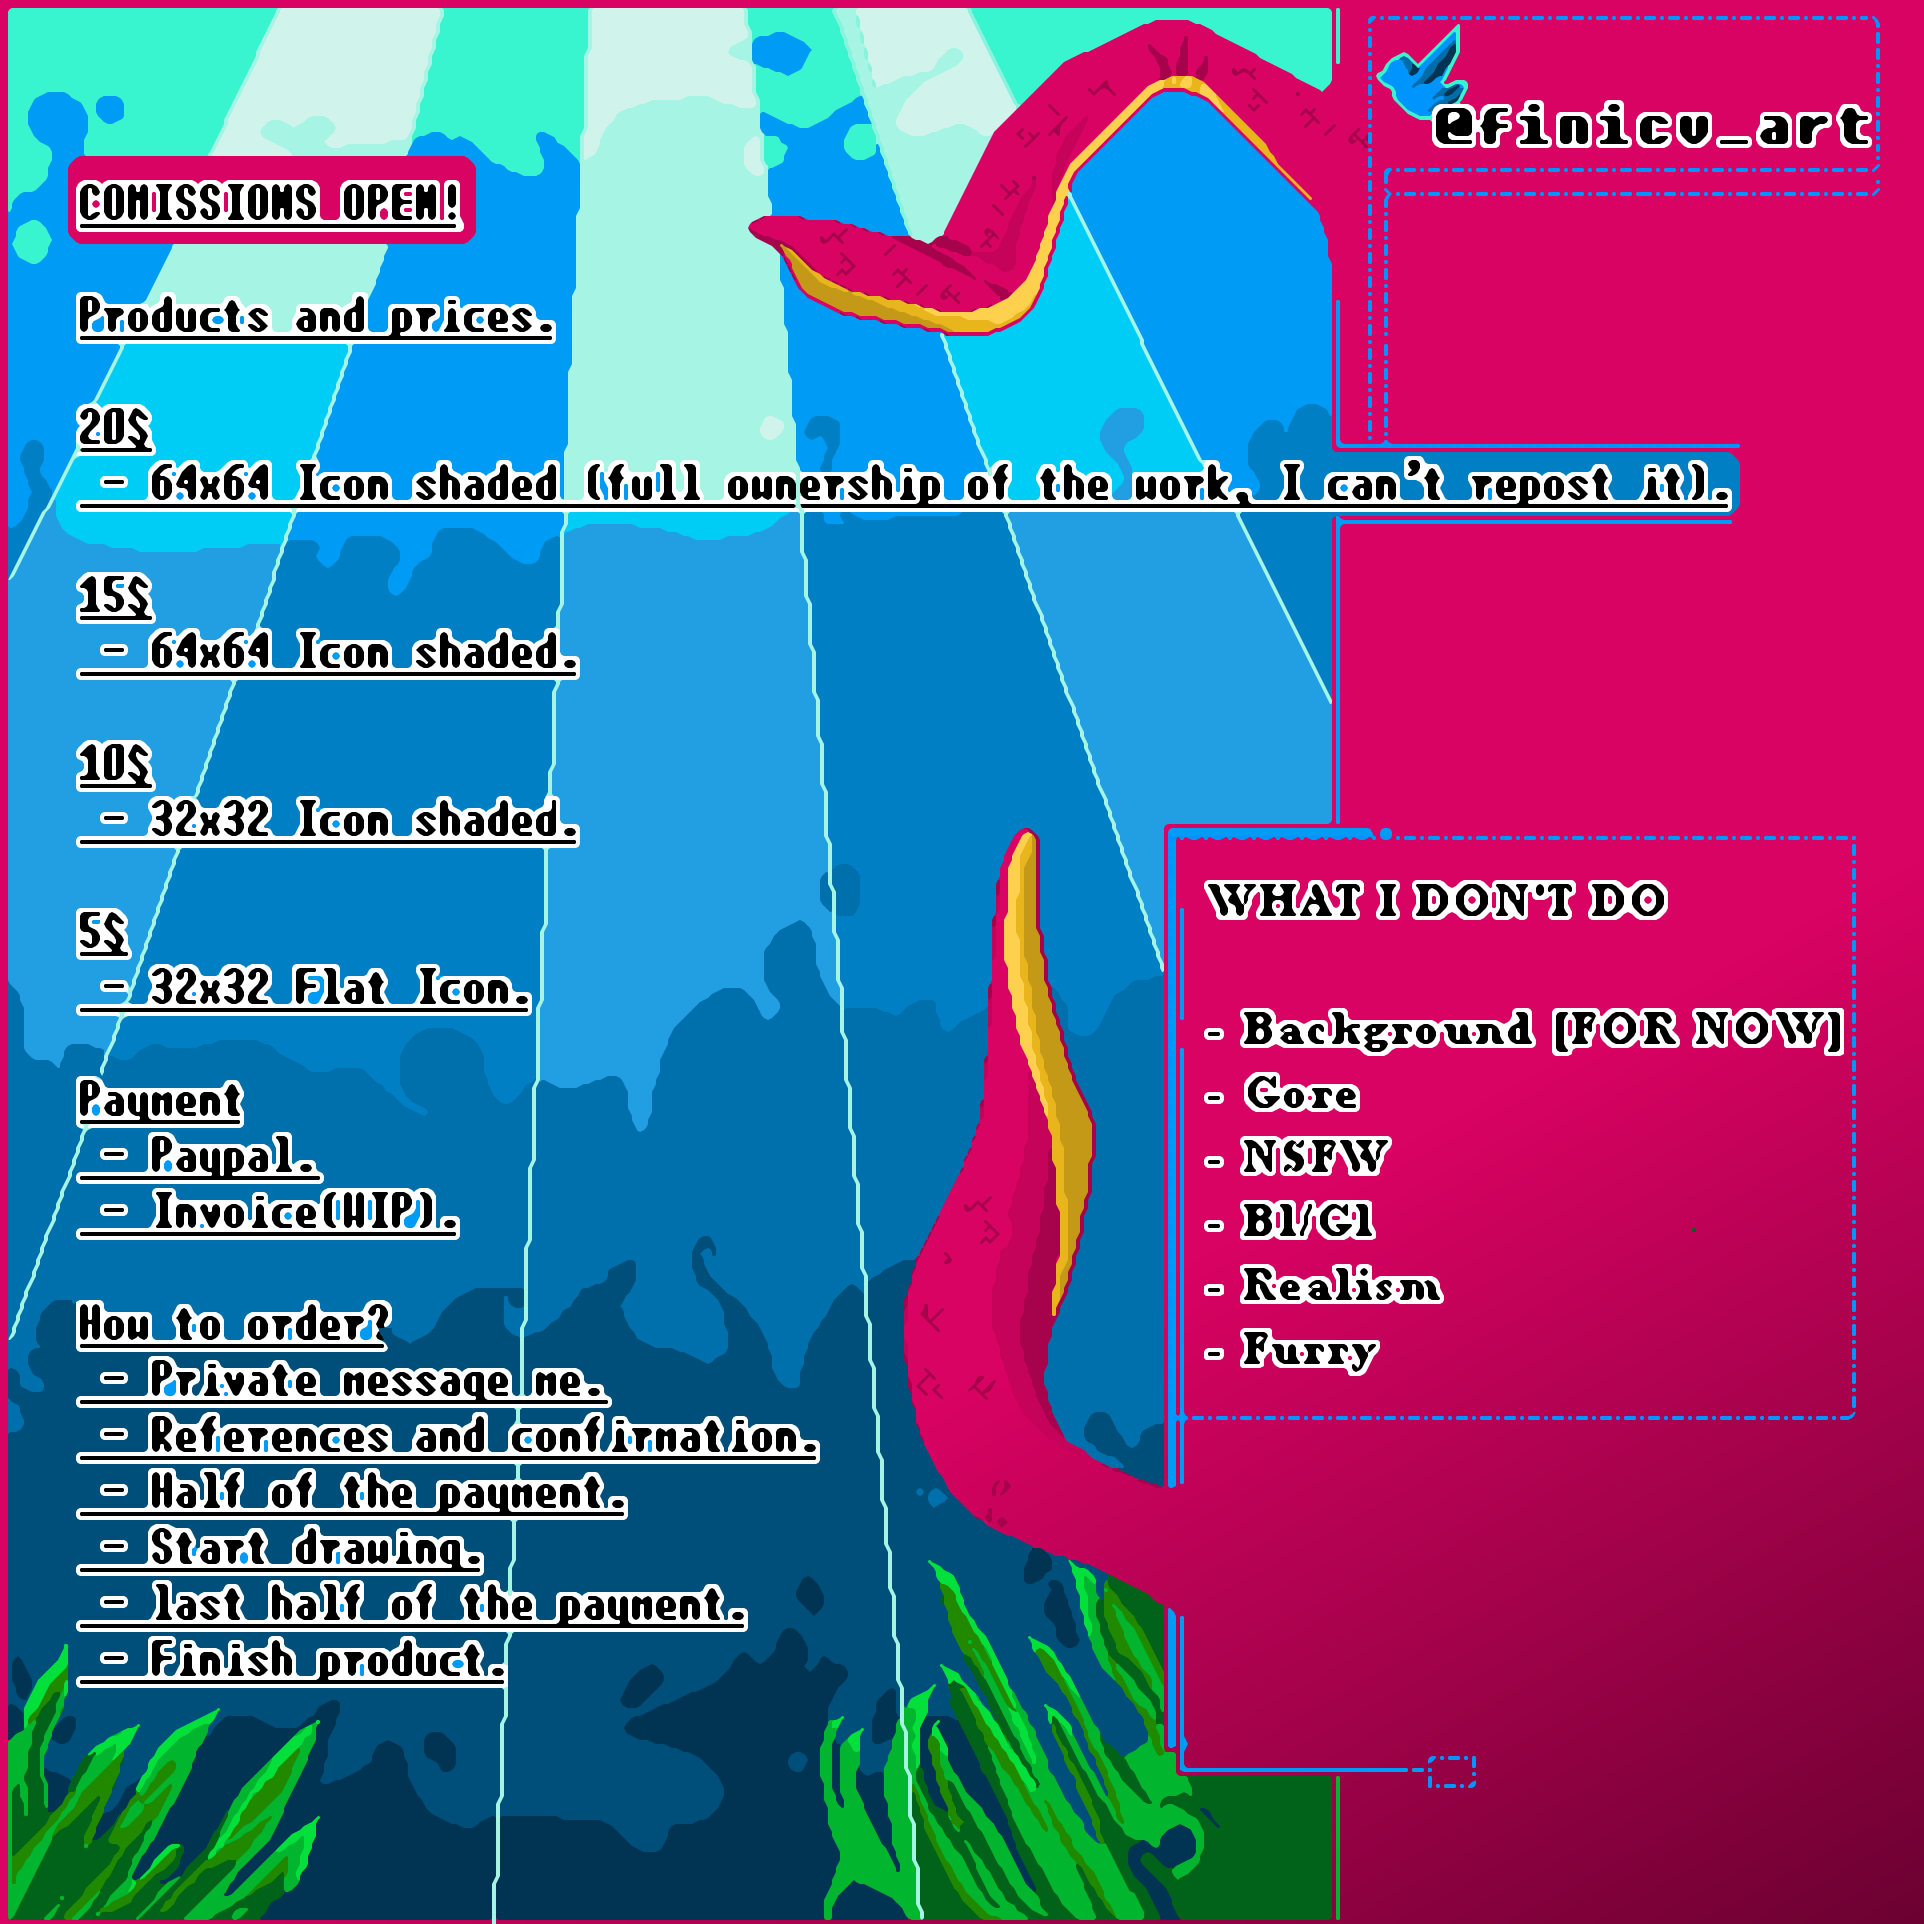 @finicv_art
COMISSIONS OPEN!
Products and prices.
20$
- 64x64 Icon shaded (full ownership of the work, I can't repost it).
15$
- 64x64 Icon shaded.
10$
- 32x32 Icon shaded.
5$
- 32x32 Flat Icon.
Payment
- Paypal.
- Invoice(WIP).
How to order?
- Private message me.
- References and confirmation.
- Half of the payment.
- Start drawing.
- last half of the payment.
- Finish product.
WHAT I DON'T DO
- Background [FOR NOW]
- Gore
- NSFW
- Bl/Gl
- Realism
- Furry